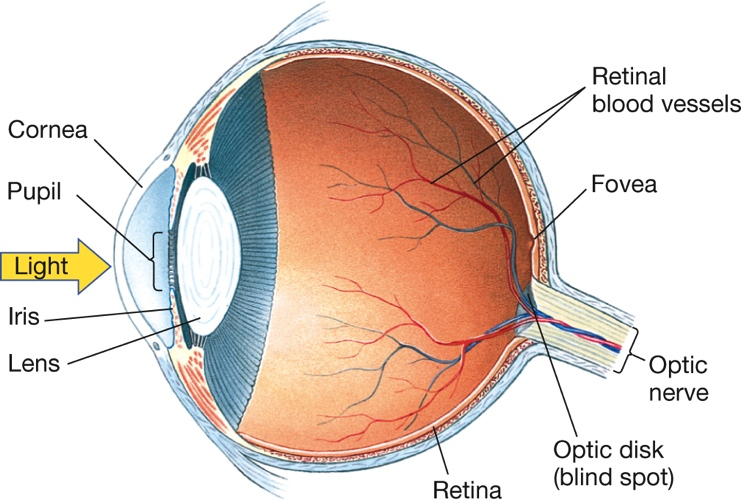 Cornea
Pupil
Light
Iris
Lens
Retinal
blood vessels
Fovea
Optic
nerve
Optic disk
(blind spot)
Retina